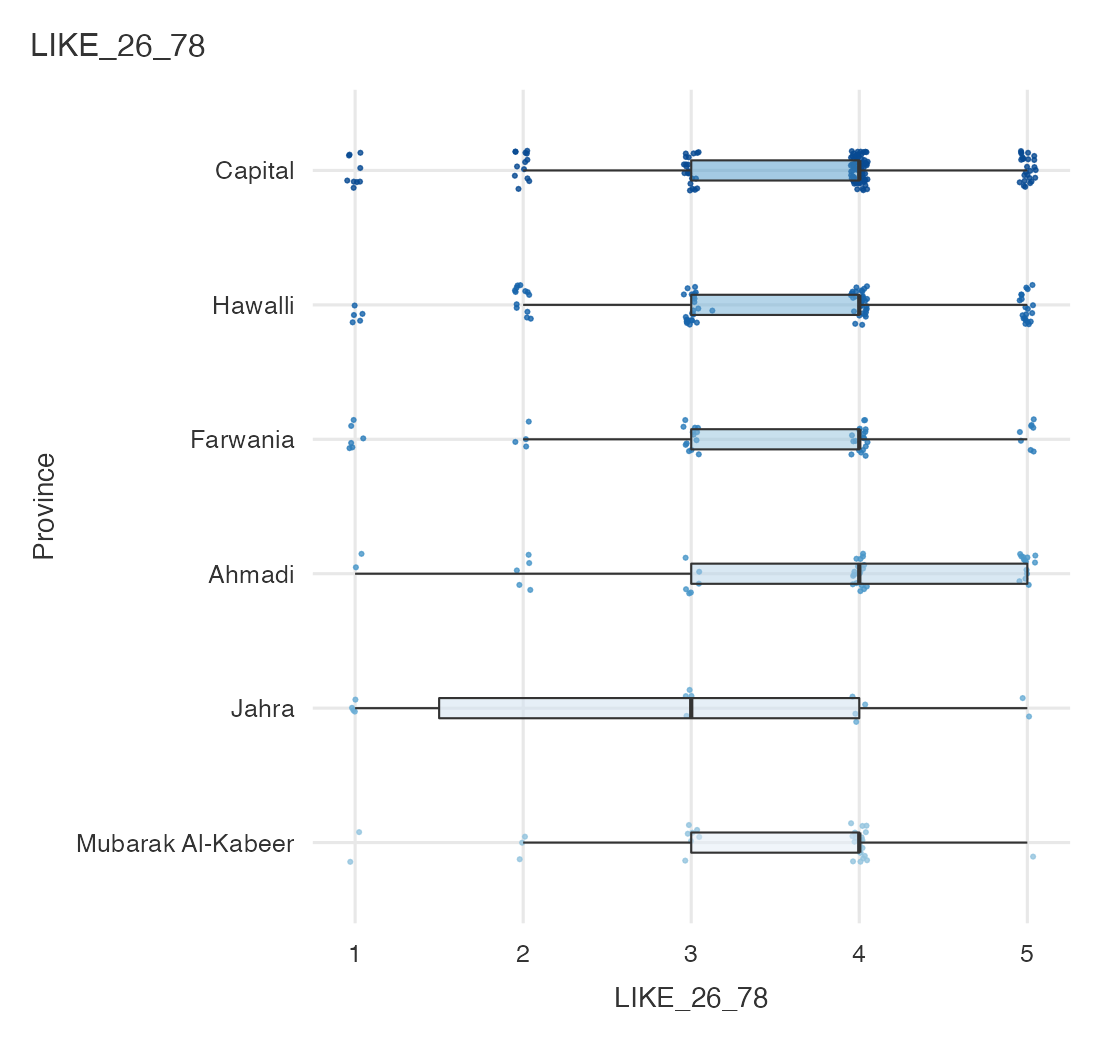 LIKE_26_78
Capital
Hawalli
Farwania
Ahmadi
Jahra
Mubarak Al-Kabeer
Province
1 2 3 4 5
LIKE_26_78